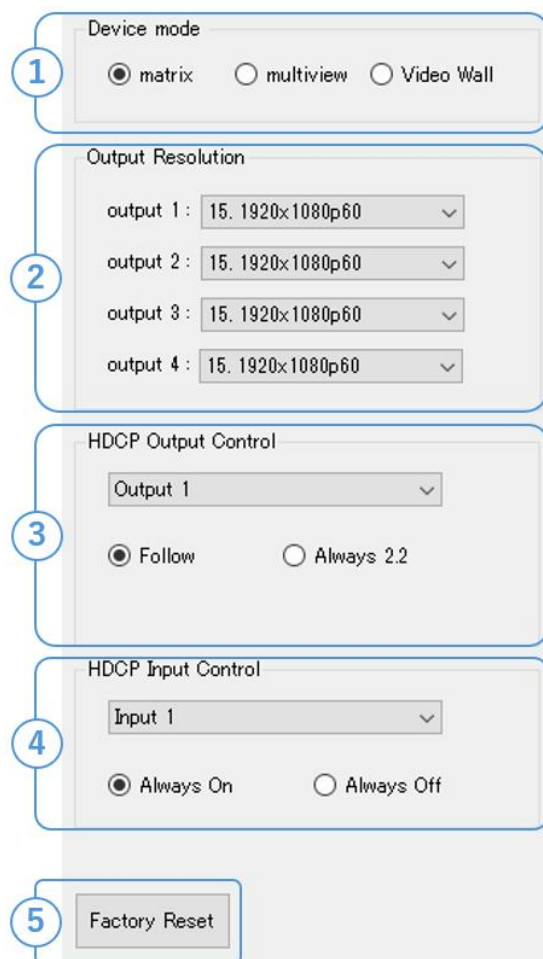 Device mode
1
matrix multiview Video Wall
Output Resolution
output 1 : 15. 1920x1080p60
2
output 2 : 15. 1920x1080p60
output 3 : 15. 1920x1080p60
output 4 : 15. 1920x1080p60
HDCP Output Control
Output 1
3
Follow Always 2.2
HDCP Input Control
Input 1
4
Always On Always Off
5
Factory Reset